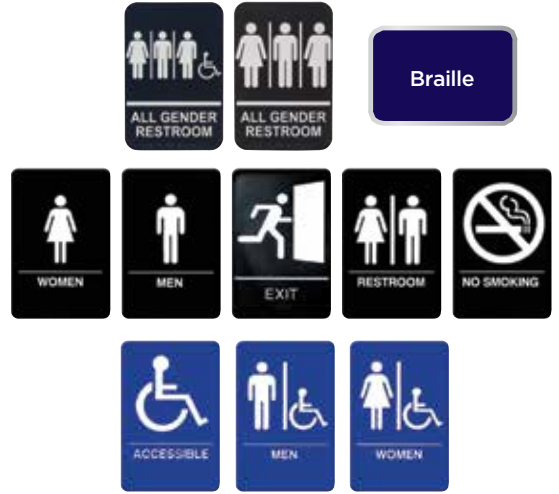 ALL GENDER
RESTROOM
ALL GENDER
RESTROOM
Braille
WOMEN
MEN
EXIT
RESTROOM
NO SMOKING
ACCESSIBLE
MEN
WOMEN